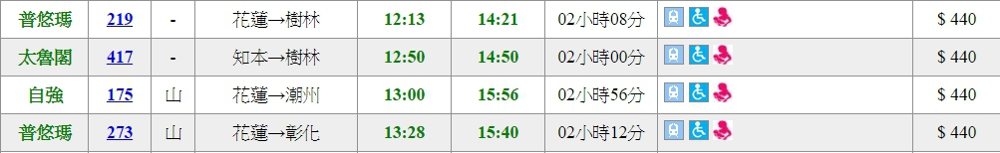 普悠瑪 219 - 花蓮→樹林 12:13 14:21 02小時08分 $ 440
太魯閣 417 - 知本→樹林 12:50 14:50 02小時00分 $ 440
自強 175 山 花蓮→潮州 13:00 15:56 02小時56分 $ 440
普悠瑪 273 山 花蓮→彰化 13:28 15:40 02小時12分 $ 440